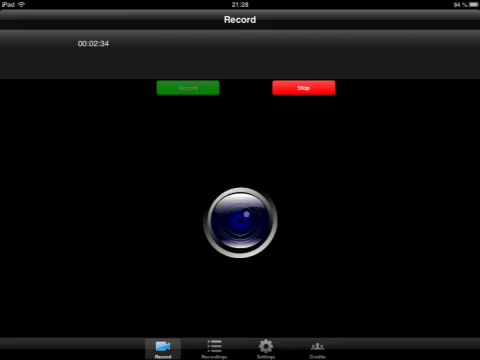 iPad 21:28 94 %
Record
00:02:34
Record Stop
Record Recordings Settings Credits